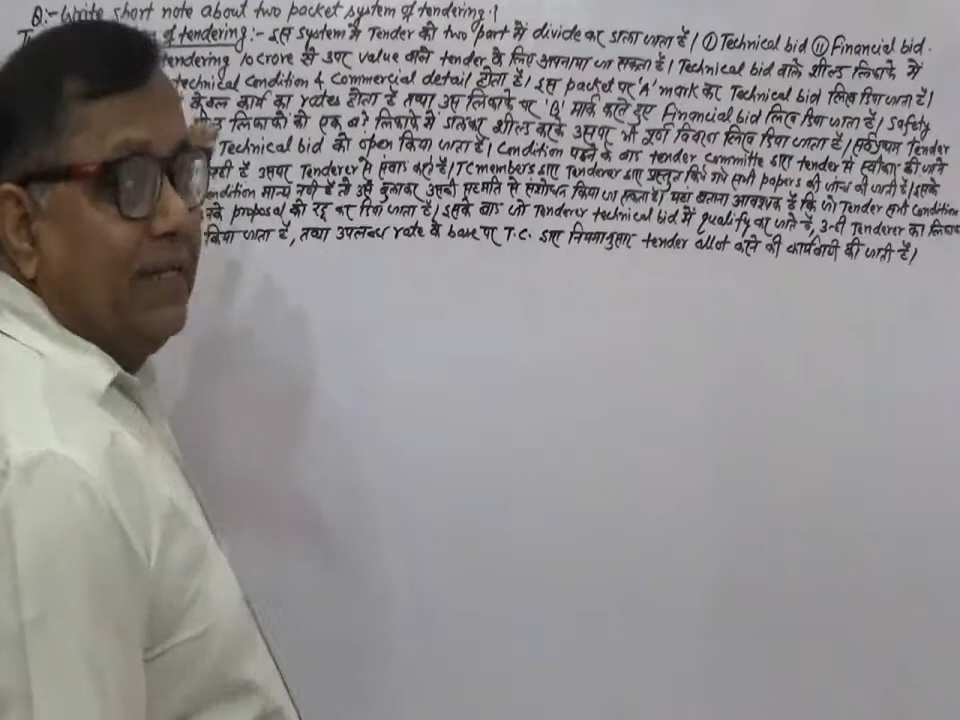 Q:- Write short note about two packet system of tendering.?
of tendering:- इस system में Tender को two part में divide कर डाला जाता है। ① Technical bid ⑪ Financial bid.
tendering 10 crore से उपर value वाले tender के लिए अपनाया जा सकता है। Technical bid वाले शील्ड लिफाफे में
technical condition & commercial detail होता है। इस packet पर 'A' mark कर Technical bid लिख दिया जाता है।
केवल कार्य का rates होता है तथा उस लिफाफे पर 'B' मार्क करते हुए Financial bid लिख दिया जाता है। Safety
लिफाफो को एक बड़े लिफाफे में डालकर शील्ड करके उसपर भी पूर्ण विवरण लिख दिया जाता है। सर्वप्रथम Tender
Technical bid को open किया जाता है। Condition पढने के बाद tender committe द्वारा tender में स्वीकार की जाने
नही है उसपर Tenderer से संवाद करते है। TC members द्वारा Tenderer द्वारा प्रस्तुत किये गये सभी papers की जाँच की जाती है। इसके
condition मान्य नही है तो उसे बुलाकर उसकी सहमति से संशोधन किया जा सकता है। यहां बताना आवश्यक है कि जो Tender सभी condition
proposal को रद्द कर दिया जाता है। इसके बाद जो Tenderer technical bid में qualify कर जाते है, उन्ही Tenderer का
किया जाता है, तथा उपलब्ध rate के base पर T.C. द्वारा नियमानुसार tender allot करने की कार्यवाही की जाती है।